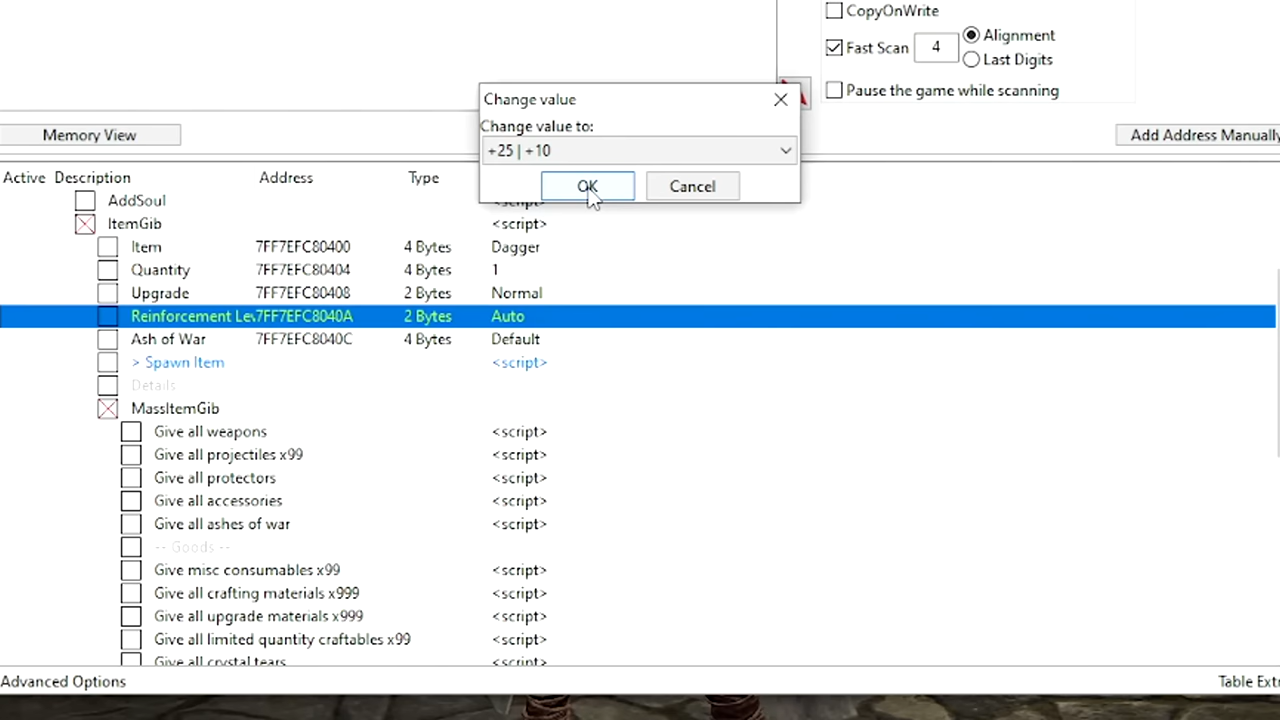 CopyOnWrite
Fast Scan 4 Alignment
Last Digits
Pause the game while scanning
Change value
Change value to:
+25 | +10
OK Cancel
Memory View
Add Address Manually
Active Description Address Type
AddSoul <script>
ItemGib <script>
Item 7FF7EFC80400 4 Bytes Dagger
Quantity 7FF7EFC80404 4 Bytes 1
Upgrade 7FF7EFC80408 2 Bytes Normal
Reinforcement Lev 7FF7EFC8040A 2 Bytes Auto
Ash of War 7FF7EFC8040C 4 Bytes Default
> Spawn Item <script>
Details
MassItemGib
Give all weapons <script>
Give all projectiles x99 <script>
Give all protectors <script>
Give all accessories <script>
Give all ashes of war <script>
-- Goods --
Give misc consumables x99 <script>
Give all crafting materials x999 <script>
Give all upgrade materials x999 <script>
Give all limited quantity craftables x99 <script>
Give all crystal tears <script>
Advanced Options
Table Extr